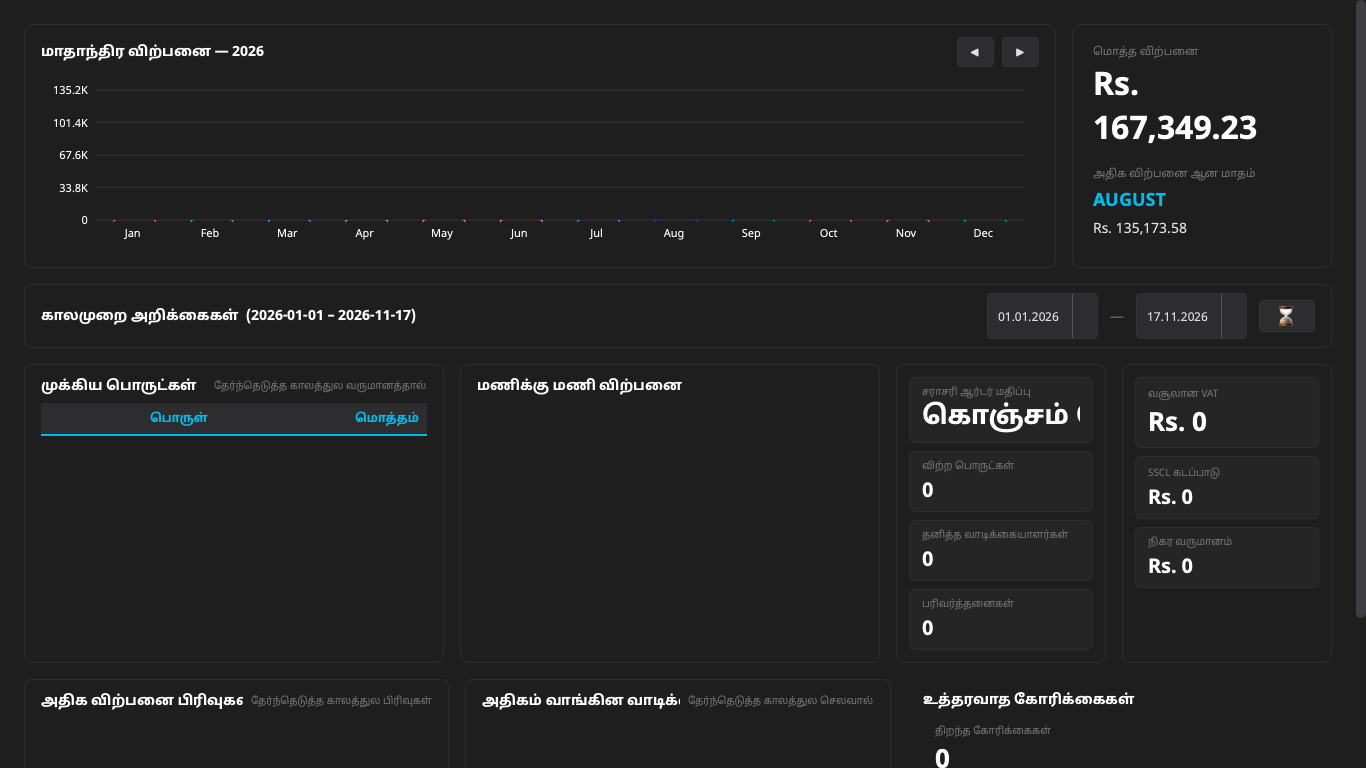 மாதாந்திர விற்பனை — 2026
◄ ►
135.2K
101.4K
67.6K
33.8K
0
Jan Feb Mar Apr May Jun Jul Aug Sep Oct Nov Dec
மொத்த விற்பனை
Rs.
167,349.23
அதிக விற்பனை ஆன மாதம்
AUGUST
Rs. 135,173.58
காலமுறை அறிக்கைகள் (2026-01-01 – 2026-11-17)
01.01.2026 — 17.11.2026
முக்கிய பொருட்கள் தேர்ந்தெடுத்த காலத்துல வருமானத்தால்
பொருள் மொத்தம்
மணிக்கு மணி விற்பனை
சராசரி ஆர்டர் மதிப்பு
கொஞ்சம்
விற்ற பொருட்கள்
0
தனித்த வாடிக்கையாளர்கள்
0
பரிவர்த்தனைகள்
0
வசூலான VAT
Rs. 0
SSCL கடப்பாடு
Rs. 0
நிகர வருமானம்
Rs. 0
அதிக விற்பனை தேர்ந்தெடுத்த காலத்துல பிரிவுகள்
அதிகம் வாங்கின தேர்ந்தெடுத்த காலத்துல செலவால்
உத்தரவாத கோரிக்கைகள்
திறந்த கோரிக்கைகள்
0